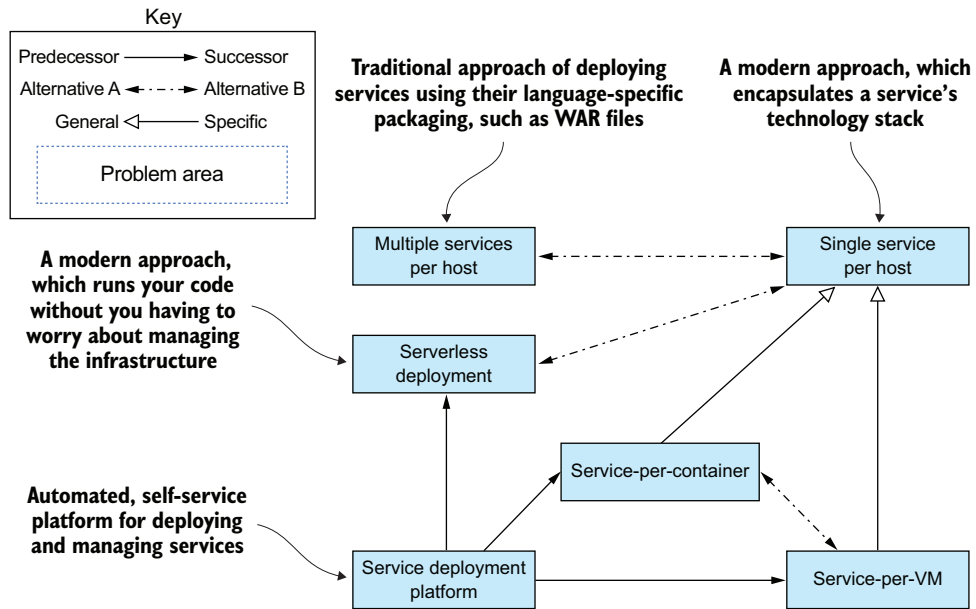 Key
Predecessor
Successor
Alternative A
Alternative B
General
Specific
Problem area
Traditional approach of deploying
services using their language-specific
packaging, such as WAR files
A modern approach, which
encapsulates a service's
technology stack
Multiple services
per host
Single service
per host
A modern approach,
which runs your code
without you having to
worry about managing
the infrastructure
Serverless
deployment
Service-per-container
Automated, self-service
platform for deploying
and managing services
Service deployment
platform
Service-per-VM